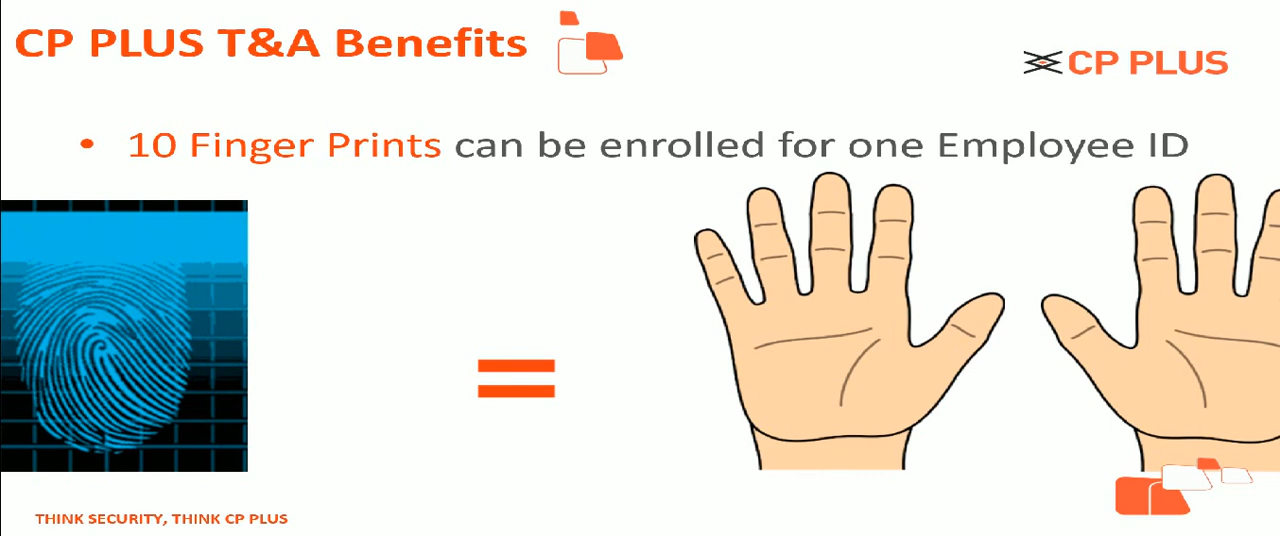 CP PLUS T&A Benefits
CP PLUS
• 10 Finger Prints can be enrolled for one Employee ID
THINK SECURITY, THINK CP PLUS